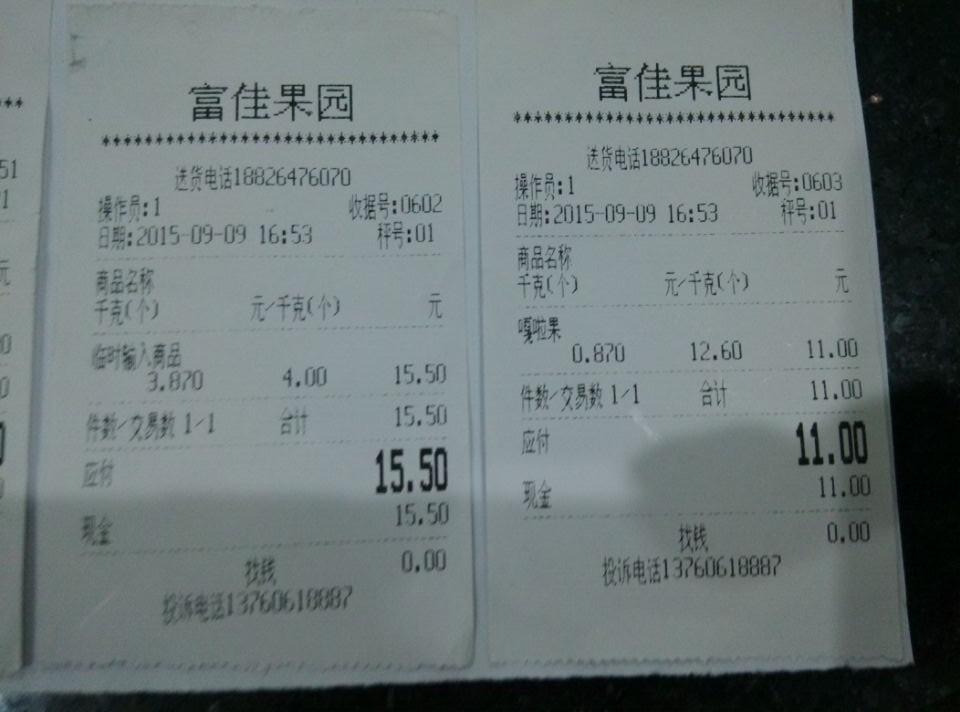 51
1
元
0
0
0
0
富佳果园
********************************
送货电话18826476070
操作员:1 收据号:0602
日期:2015-09-09 16:53 秤号:01
商品名称
千克(个) 元/千克(个) 元
临时输入商品
3.870 4.00 15.50
件数/交易数 1/1 合计 15.50
应付 15.50
现金 15.50
找钱 0.00
投诉电话13760618887
富佳果园
********************************
送货电话18826476070
操作员:1 收据号:0603
日期:2015-09-09 16:53 秤号:01
商品名称
千克(个) 元/千克(个) 元
嘎啦果
0.870 12.60 11.00
件数/交易数 1/1 合计 11.00
应付 11.00
现金 11.00
找钱 0.00
投诉电话13760618887